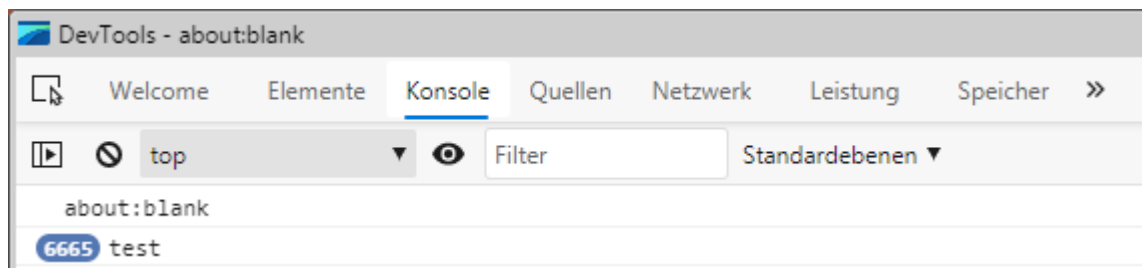 DevTools - about:blank
Welcome Elemente Konsole Quellen Netzwerk Leistung Speicher »
top ▼ Filter Standardebenen ▼
about:blank
6665 test